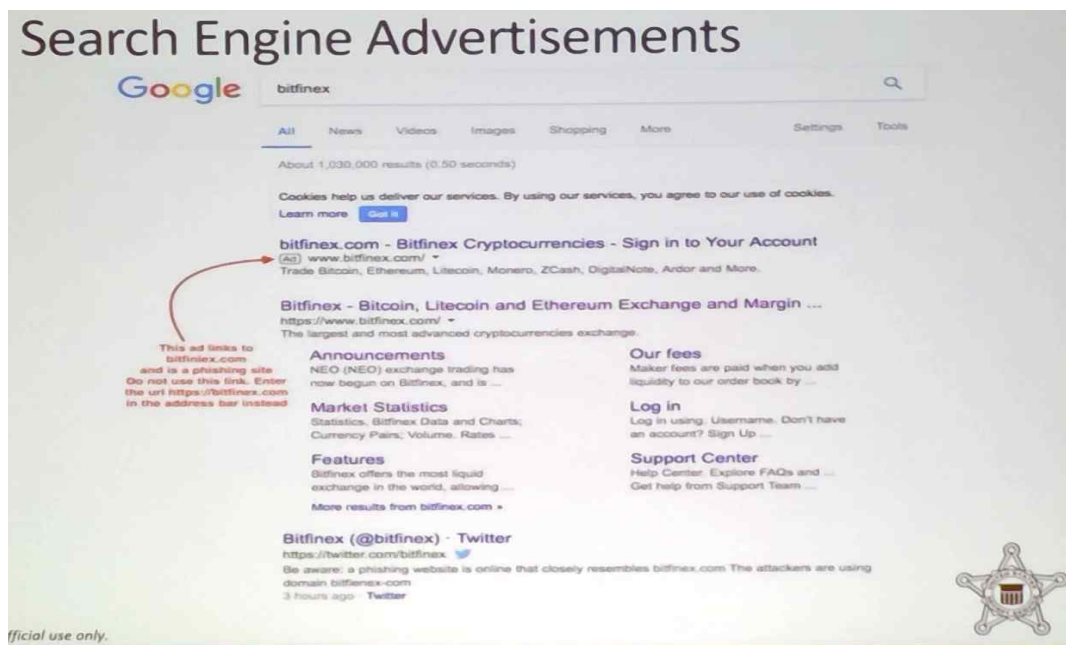 Search Engine Advertisements
Google bitfinex
All News Videos Images Shopping More Settings Tools
About 1,030,000 results (0.50 seconds)
Cookies help us deliver our services. By using our services, you agree to our use of cookies.
Learn more Got it
bitfinex.com - Bitfinex Cryptocurrencies - Sign in to Your Account
Ad www.bitfinex.com/
Trade Bitcoin, Ethereum, Litecoin, Monero, ZCash, DigitalNote, Ardor and More.
Bitfinex - Bitcoin, Litecoin and Ethereum Exchange and Margin ...
https://www.bitfinex.com/
The largest and most advanced cryptocurrencies exchange.
This ad links to
bitfiniex.com
and is a phishing site
Do not use this link. Enter
the url https://bitfinex.com
in the address bar instead
Announcements
NEO (NEO) exchange trading has
now begun on Bitfinex, and is ...
Our fees
Maker fees are paid when you add
liquidity to our order book by ...
Market Statistics
Statistics, Bitfinex Data and Charts;
Currency Pairs; Volume. Rates ...
Log in
Log in using. Username. Don't have
an account? Sign Up ...
Features
Bitfinex offers the most liquid
exchange in the world, allowing ...
Support Center
Help Center. Explore FAQs and ...
Get help from Support Team ...
More results from bitfinex.com »
Bitfinex (@bitfinex) · Twitter
https://twitter.com/bitfinex
Be aware: a phishing website is online that closely resembles bitfinex.com The attackers are using
domain bitfienex-com
3 hours ago · Twitter
fficial use only.